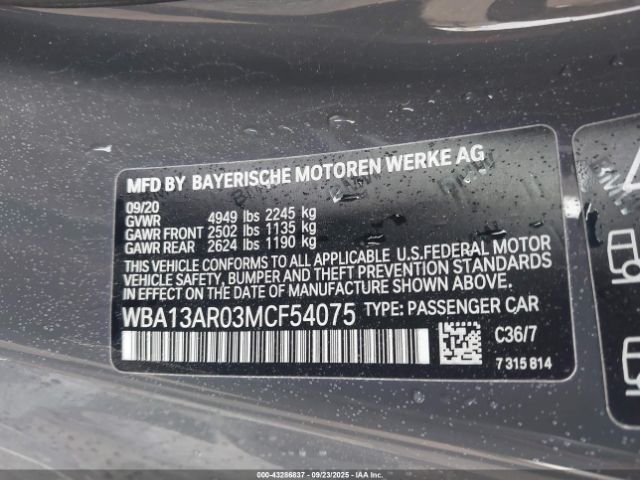 MFD BY BAYERISCHE MOTOREN WERKE AG
09/20
GVWR 4949 lbs 2245 kg
GAWR FRONT 2502 lbs 1135 kg
GAWR REAR 2624 lbs 1190 kg
THIS VEHICLE CONFORMS TO ALL APPLICABLE U.S.FEDERAL MOTOR
VEHICLE SAFETY, BUMPER AND THEFT PREVENTION STANDARDS
IN EFFECT ON THE DATE OF MANUFACTURE SHOWN ABOVE.
WBA13AR03MCF54075 TYPE: PASSENGER CAR
C36/7
7 315 814
000-43286837 - 09/23/2025 - IAAI.COM